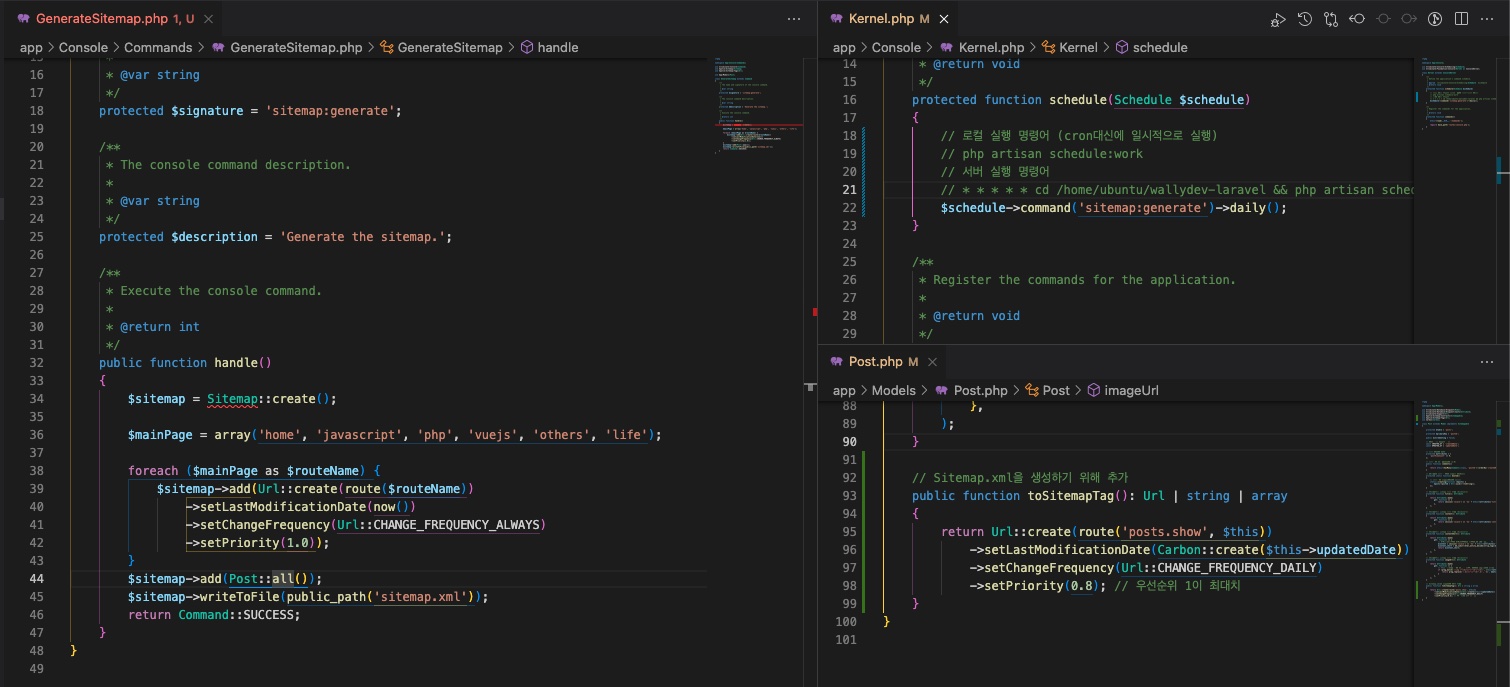 GenerateSitemap.php 1, U
app > Console > Commands > GenerateSitemap.php > GenerateSitemap > handle
15 *
16 * @var string
17 */
18 protected $signature = 'sitemap:generate';
19
20 /**
21 * The console command description.
22 *
23 * @var string
24 */
25 protected $description = 'Generate the sitemap.';
26
27 /**
28 * Execute the console command.
29 *
30 * @return int
31 */
32 public function handle()
33 {
34 $sitemap = Sitemap::create();
35
36 $mainPage = array('home', 'javascript', 'php', 'vuejs', 'others', 'life');
37
38 foreach ($mainPage as $routeName) {
39 $sitemap->add(Url::create(route($routeName))
40 ->setLastModificationDate(now())
41 ->setChangeFrequency(Url::CHANGE_FREQUENCY_ALWAYS)
42 ->setPriority(1.0));
43 }
44 $sitemap->add(Post::all());
45 $sitemap->writeToFile(public_path('sitemap.xml'));
46 return Command::SUCCESS;
47 }
48 }
49
Kernel.php M
app > Console > Kernel.php > Kernel > schedule
14 * @return void
15 */
16 protected function schedule(Schedule $schedule)
17 {
18 // 로컬 실행 명령어 (cron대신에 일시적으로 실행)
19 // php artisan schedule:work
20 // 서버 실행 명령어
21 // * * * * * cd /home/ubuntu/wallydev-laravel && php artisan sched
22 $schedule->command('sitemap:generate')->daily();
23 }
24
25 /**
26 * Register the commands for the application.
27 *
28 * @return void
29 */
Post.php M
app > Models > Post.php > Post > imageUrl
88 },
89 );
90 }
91
92 // Sitemap.xml을 생성하기 위해 추가
93 public function toSitemapTag(): Url | string | array
94 {
95 return Url::create(route('posts.show', $this))
96 ->setLastModificationDate(Carbon::create($this->updatedDate))
97 ->setChangeFrequency(Url::CHANGE_FREQUENCY_DAILY)
98 ->setPriority(0.8); // 우선순위 1이 최대치
99 }
100 }
101